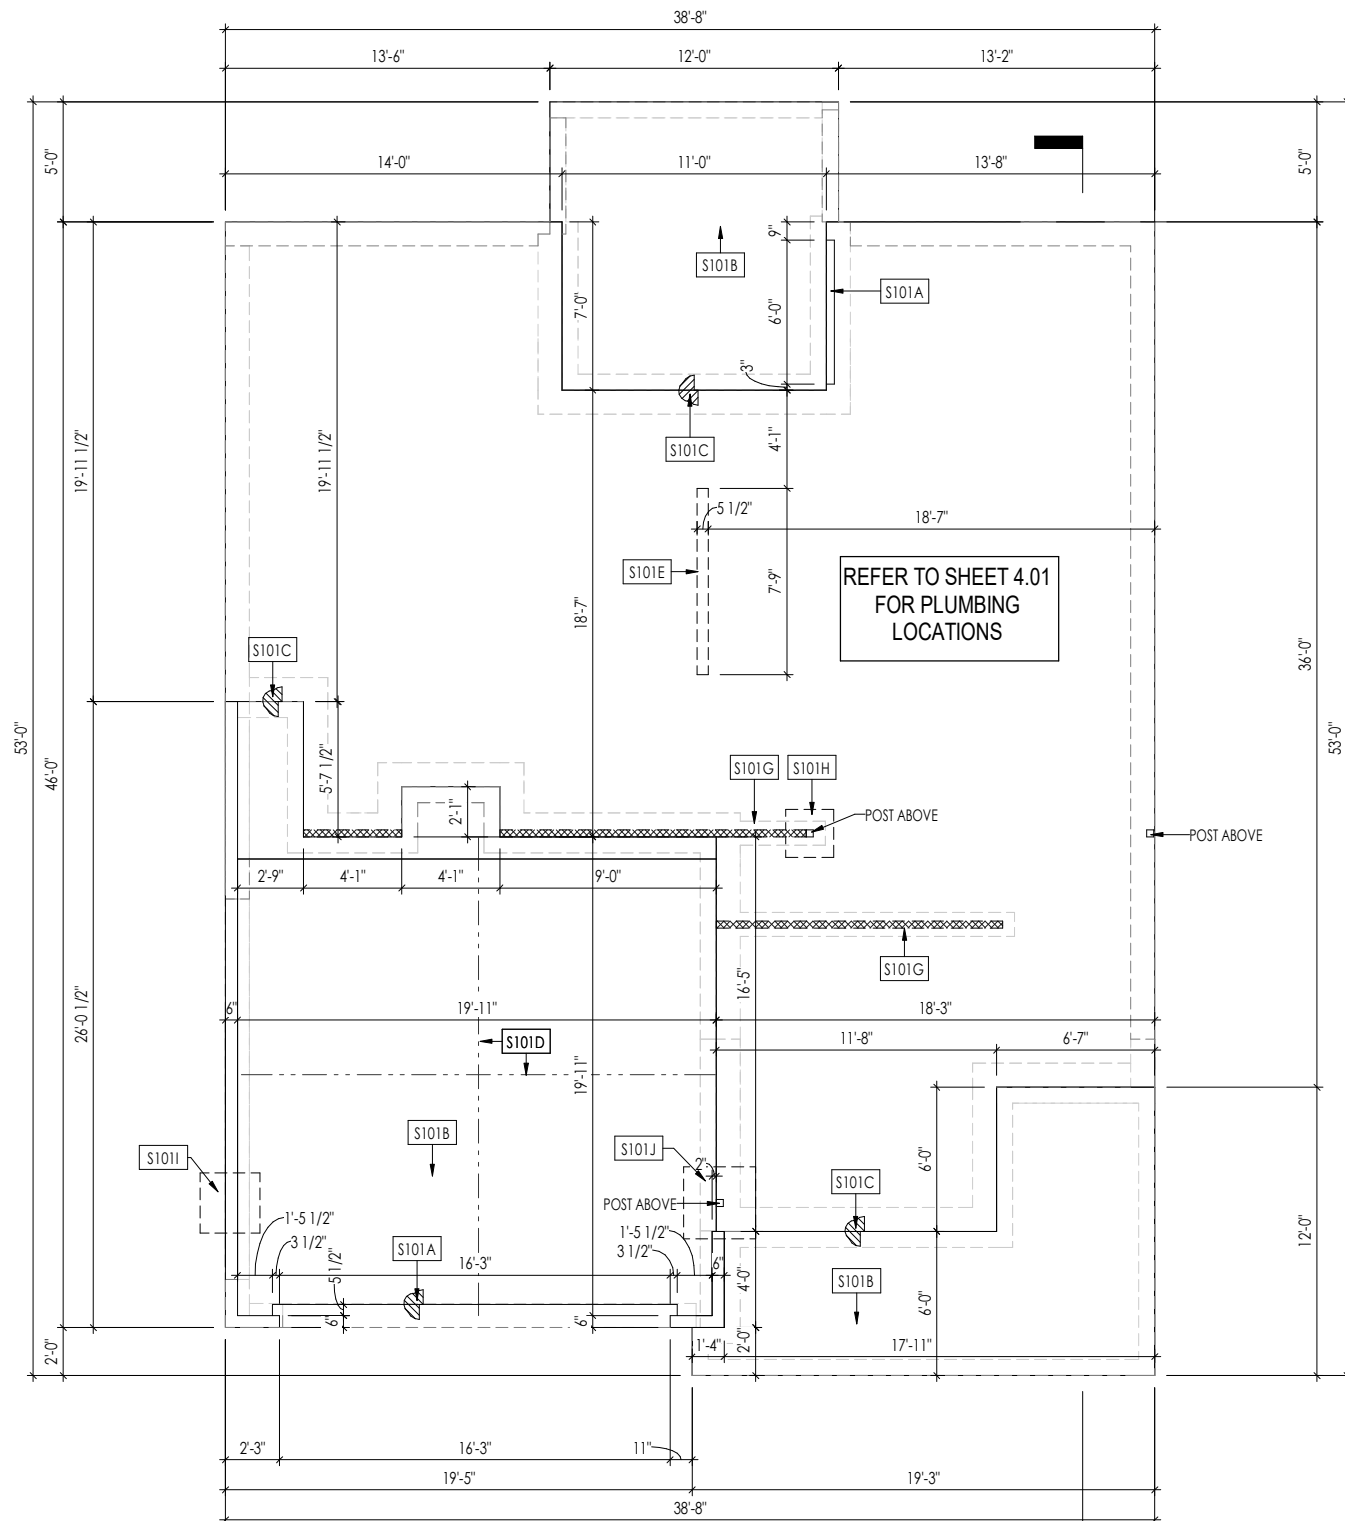 38'-8"
13'-6"
12'-0"
13'-2"
5'-0"
14'-0"
11'-0"
13'-8"
5'-0"
S101B
9"
S101A
7'-0"
6'-0"
3"
S101C
4'-1"
19'-11 1/2"
19'-11 1/2"
5 1/2"
18'-7"
S101E
7'-9"
REFER TO SHEET 4.01
FOR PLUMBING
LOCATIONS
18'-7"
S101C
36'-0"
53'-0"
46'-0"
53'-0"
5'-7 1/2"
S101G
S101H
2'-1"
POST ABOVE
POST ABOVE
2'-9"
4'-1"
4'-1"
9'-0"
S101G
16'-5"
26'-0 1/2"
6"
19'-11"
18'-3"
S101D
11'-8"
6'-7"
19'-11"
S101B
S101I
S101J
2"
6'-0"
S101C
POST ABOVE
12'-0"
1'-5 1/2"
3 1/2"
S101A
1'-5 1/2"
3 1/2"
16'-3"
5 1/2"
6"
4'-0"
S101B
6'-0"
6"
6"
2'-0"
1'-4"
2'-0"
17'-11"
2'-3"
16'-3"
11"
19'-5"
19'-3"
38'-8"